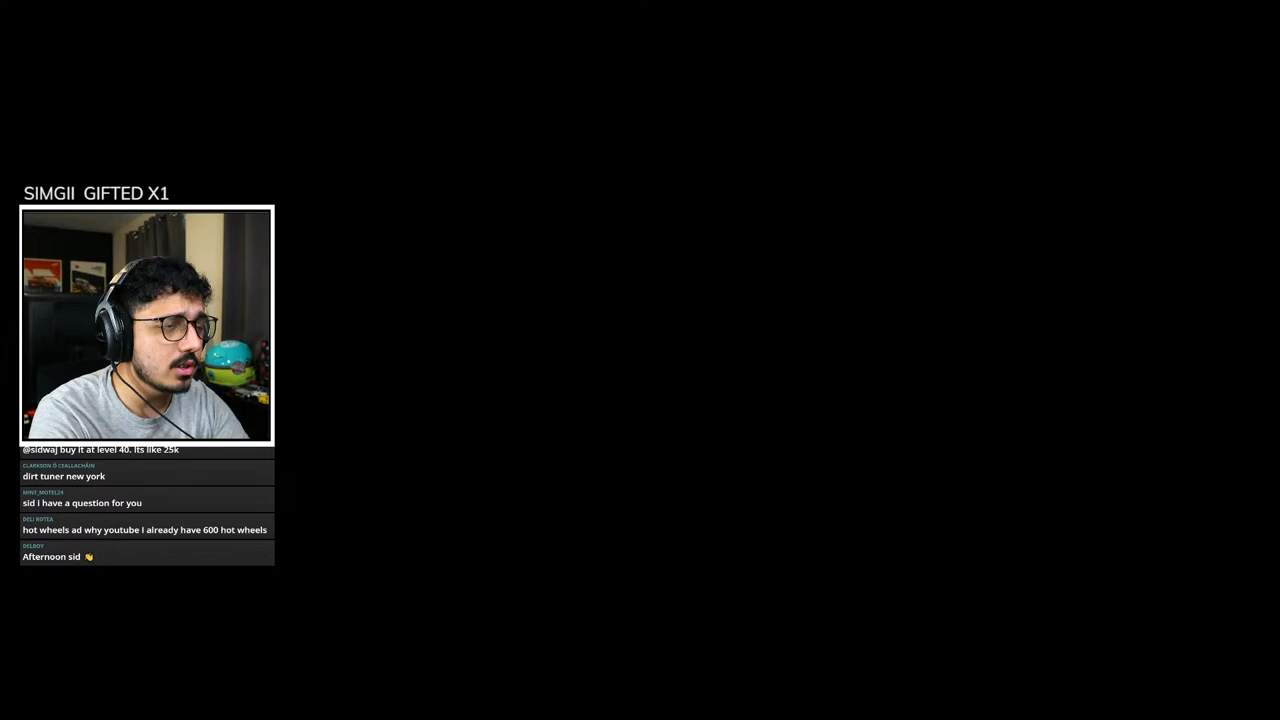 SIMGII GIFTED X1
@sidwaj buy it at level 40. Its like 25k
CLARKSON Ó CEALLACHÁIN
dirt tuner new york
MINT_MOTEL24
sid i have a question for you
DELI ROTEA
hot wheels ad why youtube I already have 600 hot wheels
DELBOY
Afternoon sid 👋